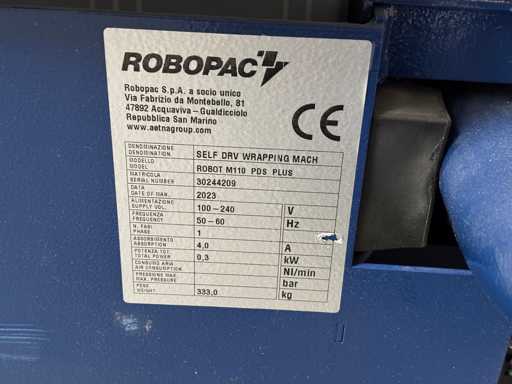 ROBOPAC
Robopac S.p.A. a socio unico
Via Fabrizio da Montebello, 81
47892 Acquaviva - Gualdicciolo
Repubblica San Marino
www.aetnagroup.com
CE
DENOMINAZIONE
DENOMINATION SELF DRV WRAPPING MACH
MODELLO
MODEL ROBOT M110 PDS PLUS
MATRICOLA
SERIAL NUMBER 30244209
DATA
DATE OF MAN. 2023
ALIMENTAZIONE
SUPPLY VOL. 100-240 V
FREQUENZA
FREQUENCY 50-60 Hz
N. FASI
PHASE 1
ASSORBIMENTO
ABSORPTION 4,0 A
POTENZA TOT.
TOTAL POWER 0,3 kW
CONSUMO ARIA
AIR CONSUMPTION Nl/min
PRESSIONE MAX.
MAX. PRESSURE bar
PESO
WEIGHT 333,0 kg